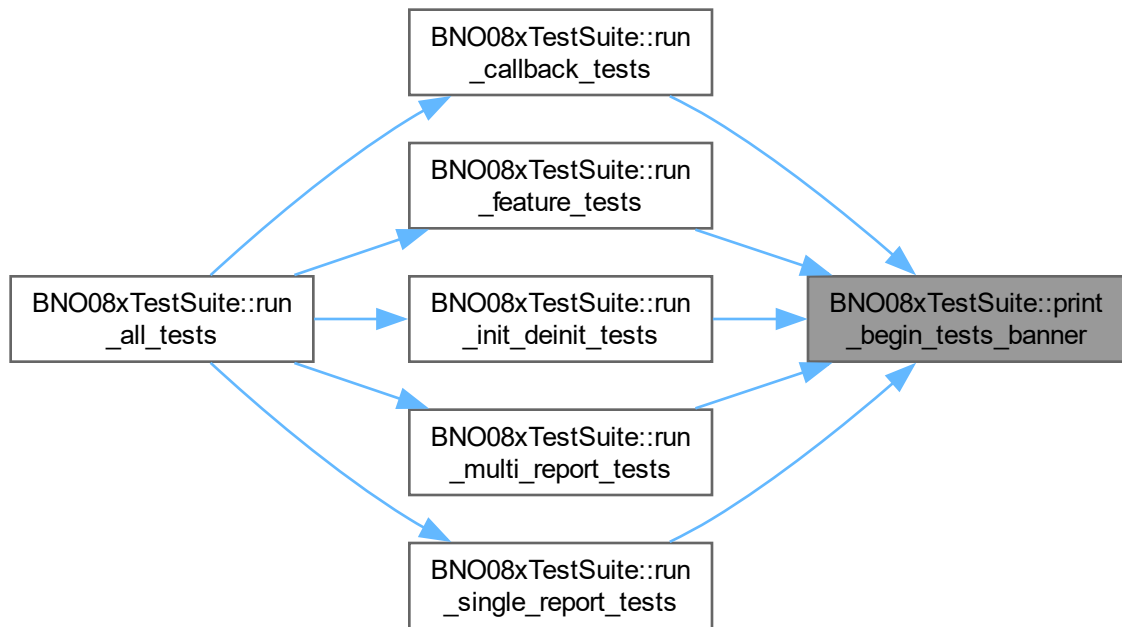 BNO08xTestSuite::run
_callback_tests
BNO08xTestSuite::run
_feature_tests
BNO08xTestSuite::run
_all_tests
BNO08xTestSuite::run
_init_deinit_tests
BNO08xTestSuite::print
_begin_tests_banner
BNO08xTestSuite::run
_multi_report_tests
BNO08xTestSuite::run
_single_report_tests